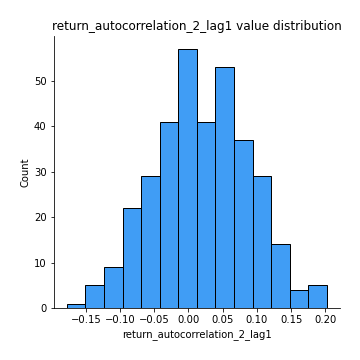 return_autocorrelation_2_lag1 value distribution
50
40
30
20
10
0
Count
−0.15 −0.10 −0.05 0.00 0.05 0.10 0.15 0.20
return_autocorrelation_2_lag1